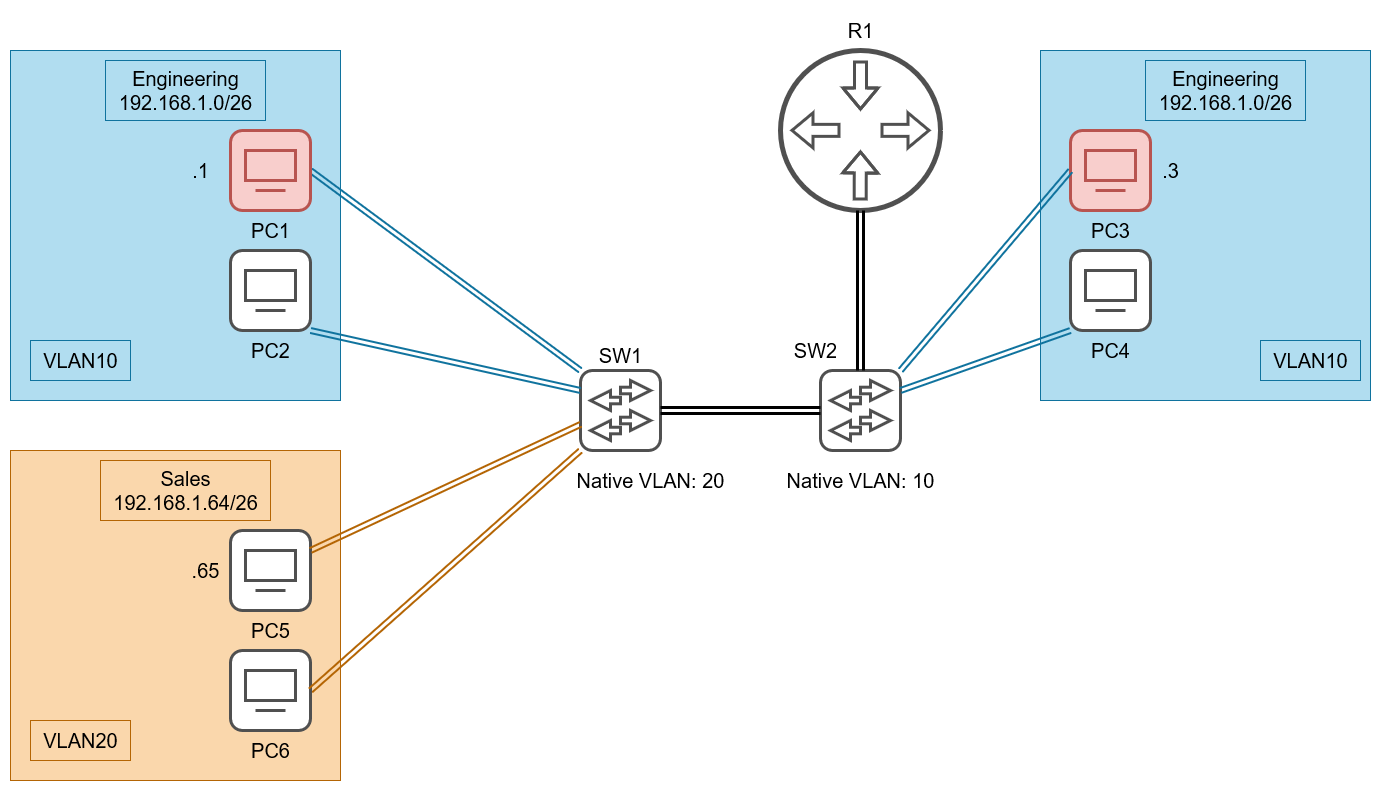 R1
Engineering
192.168.1.0/26
.1
PC1
PC2
VLAN10
Engineering
192.168.1.0/26
.3
PC3
PC4
VLAN10
SW1
SW2
Native VLAN: 20
Native VLAN: 10
Sales
192.168.1.64/26
.65
PC5
PC6
VLAN20